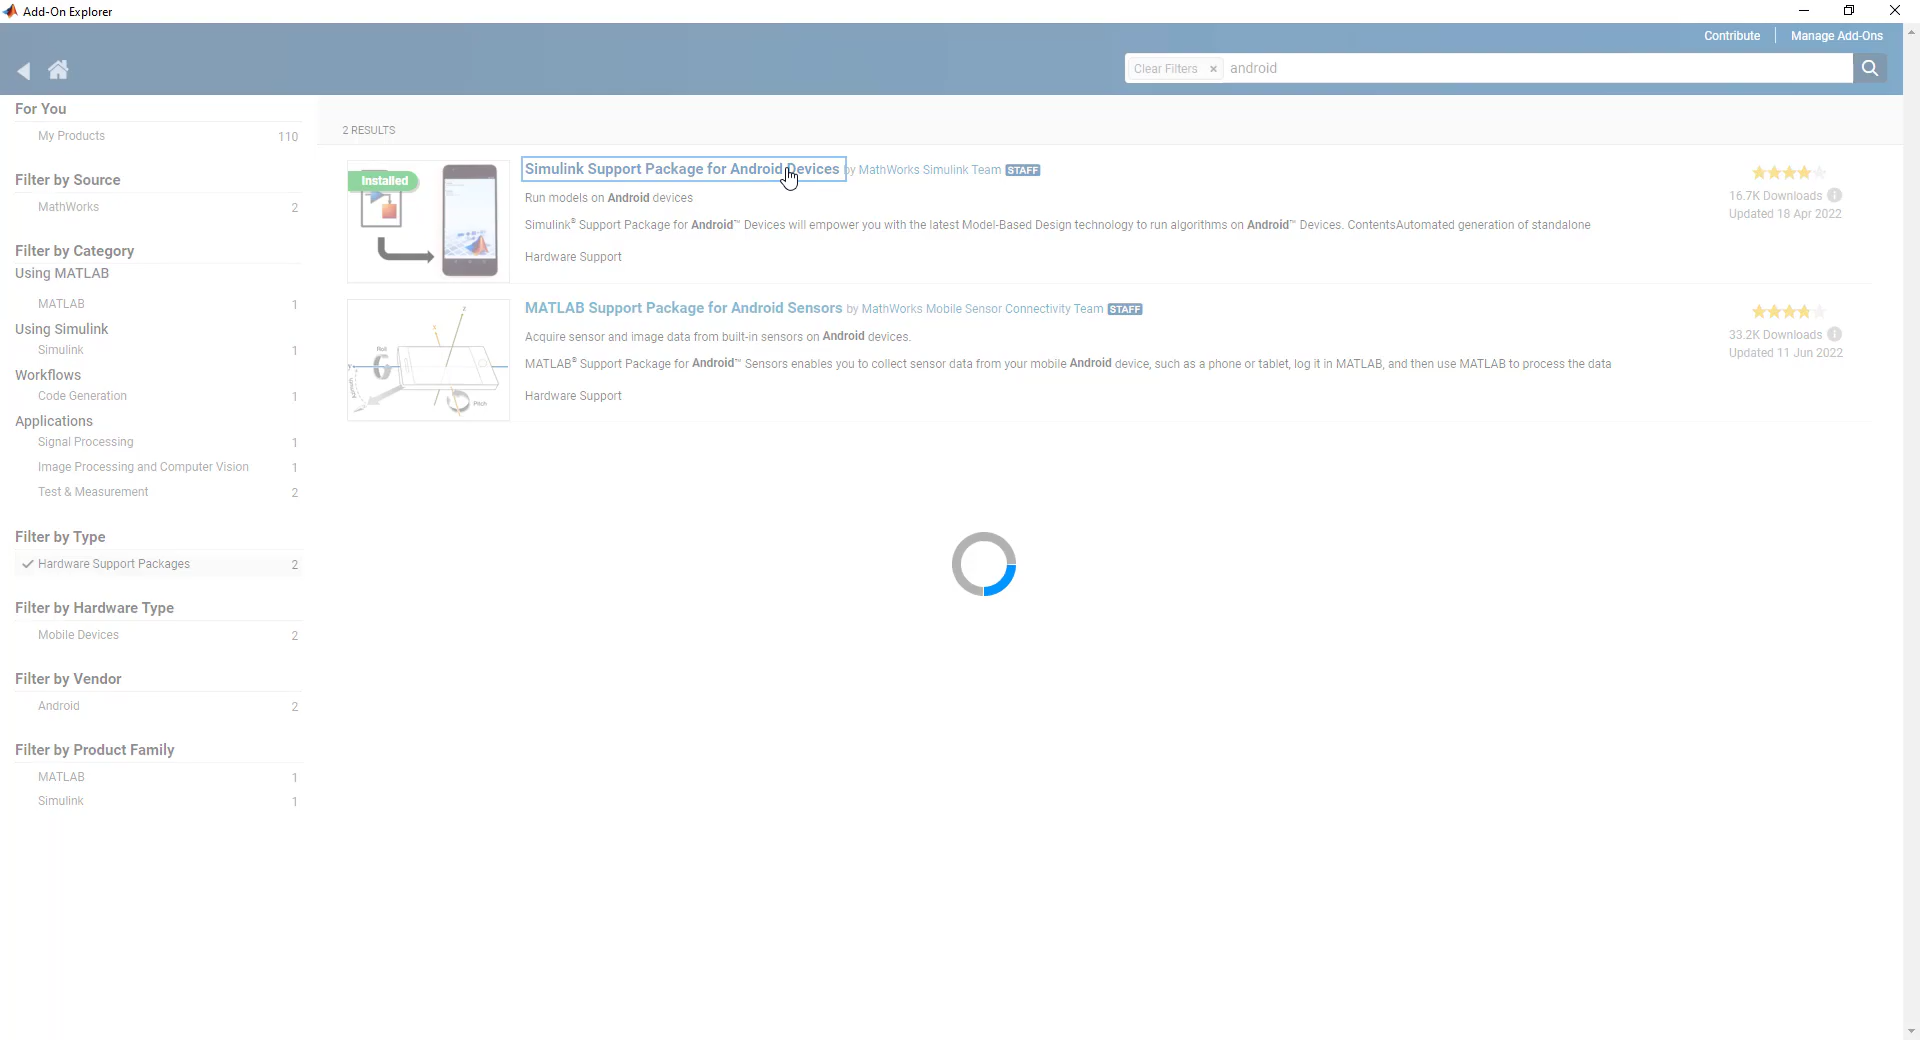 Add-On Explorer
Contribute
Manage Add-Ons
Clear Filters × android
For You
My Products 110
Filter by Source
MathWorks 2
Filter by Category
Using MATLAB
MATLAB 1
Using Simulink
Simulink 1
Workflows
Code Generation 1
Applications
Signal Processing 1
Image Processing and Computer Vision 1
Test & Measurement 2
Filter by Type
Hardware Support Packages 2
Filter by Hardware Type
Mobile Devices 2
Filter by Vendor
Android 2
Filter by Product Family
MATLAB 1
Simulink 1
2 RESULTS
Installed
Simulink Support Package for Android Devices by MathWorks Simulink Team STAFF
Run models on Android devices
Simulink® Support Package for Android™ Devices will empower you with the latest Model-Based Design technology to run algorithms on Android™ Devices. ContentsAutomated generation of standalone
Hardware Support
16.7K Downloads
Updated 18 Apr 2022
MATLAB Support Package for Android Sensors by MathWorks Mobile Sensor Connectivity Team STAFF
Acquire sensor and image data from built-in sensors on Android devices.
MATLAB® Support Package for Android™ Sensors enables you to collect sensor data from your mobile Android device, such as a phone or tablet, log it in MATLAB, and then use MATLAB to process the data
Hardware Support
33.2K Downloads
Updated 11 Jun 2022
Roll
Pitch